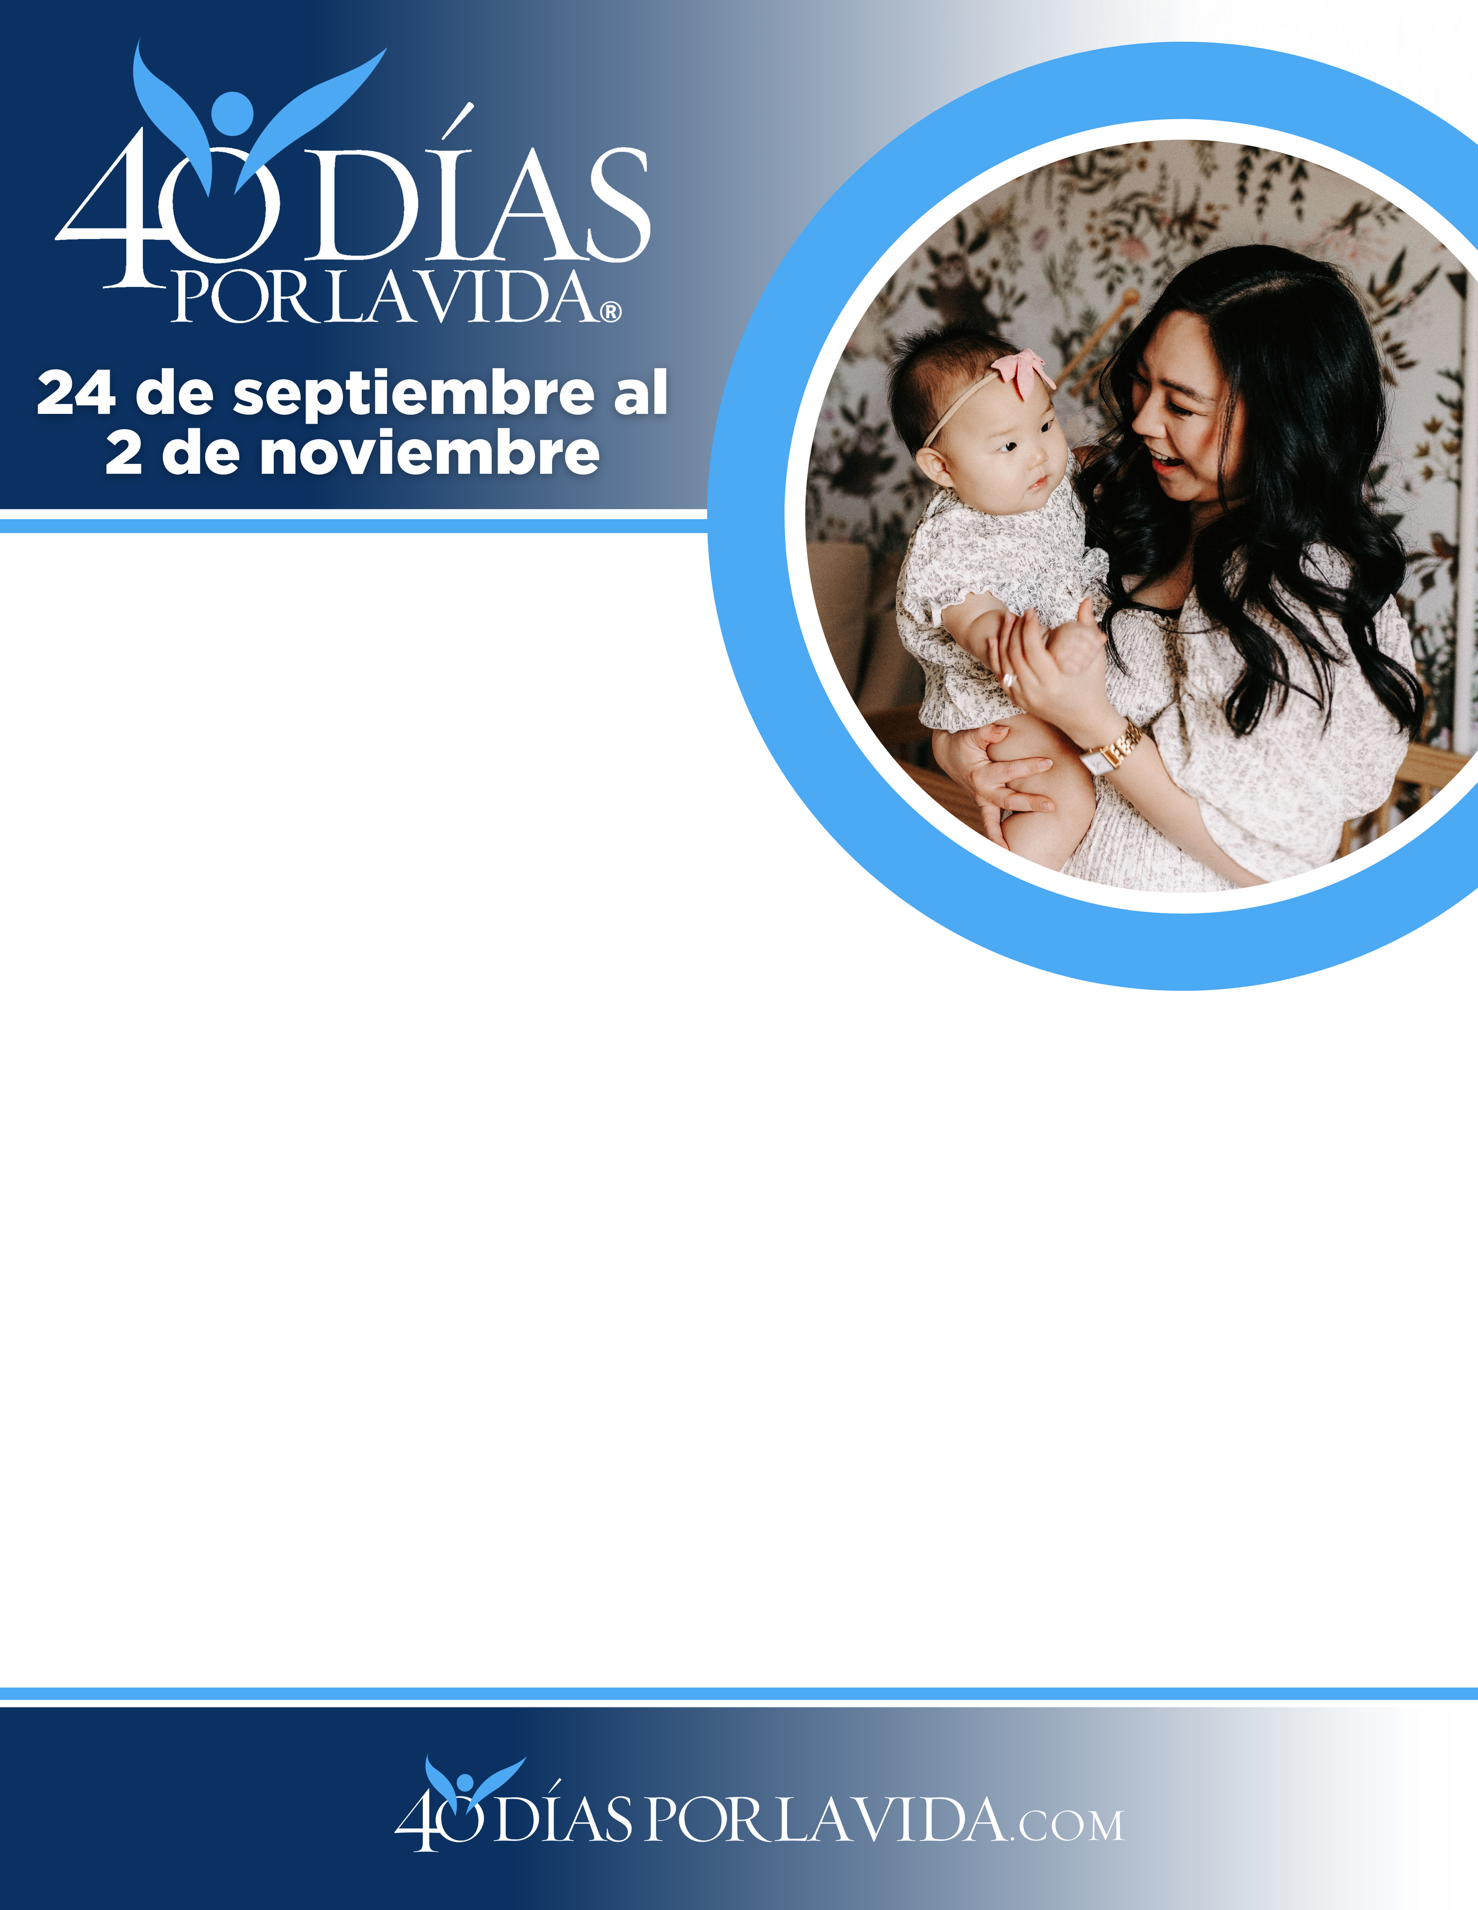 40 DÍAS
POR LA VIDA®
24 de septiembre al
2 de noviembre
40 DÍAS POR LA VIDA.COM